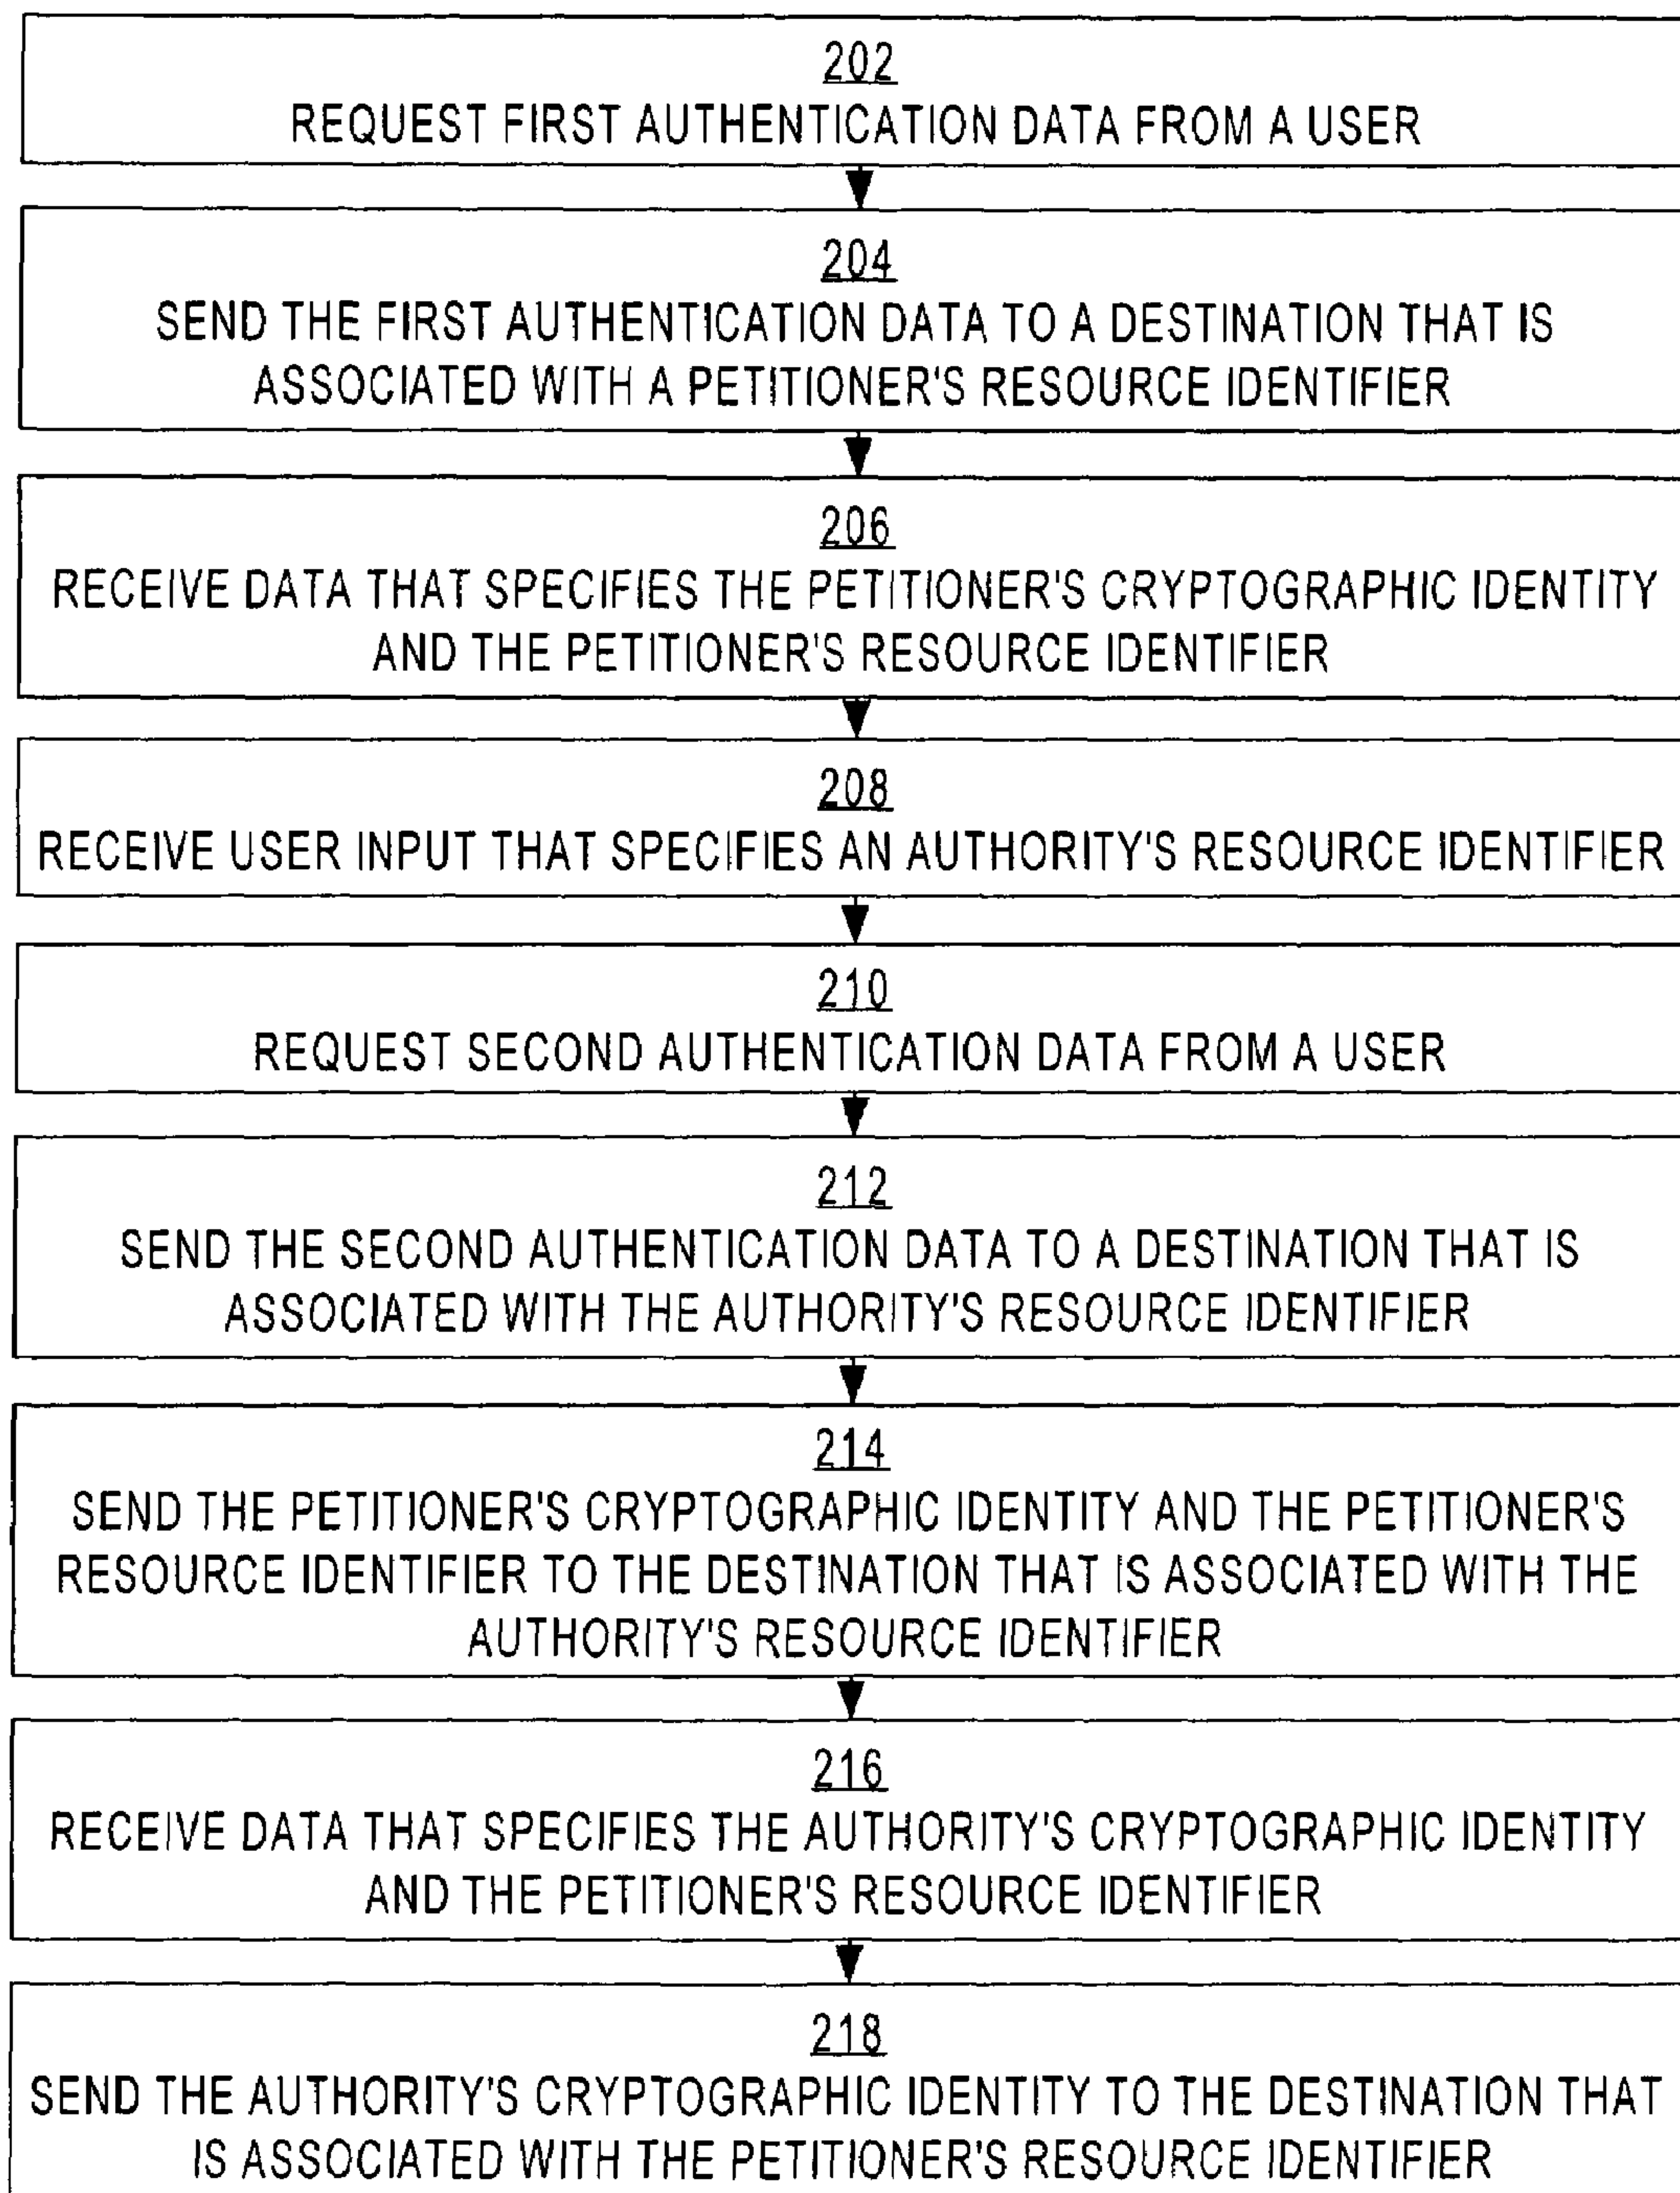 202
REQUEST FIRST AUTHENTICATION DATA FROM A USER
204
SEND THE FIRST AUTHENTICATION DATA TO A DESTINATION THAT IS
ASSOCIATED WITH A PETITIONER'S RESOURCE IDENTIFIER
206
RECEIVE DATA THAT SPECIFIES THE PETITIONER'S CRYPTOGRAPHIC IDENTITY
AND THE PETITIONER'S RESOURCE IDENTIFIER
208
RECEIVE USER INPUT THAT SPECIFIES AN AUTHORITY'S RESOURCE IDENTIFIER
210
REQUEST SECOND AUTHENTICATION DATA FROM A USER
212
SEND THE SECOND AUTHENTICATION DATA TO A DESTINATION THAT IS
ASSOCIATED WITH THE AUTHORITY'S RESOURCE IDENTIFIER
214
SEND THE PETITIONER'S CRYPTOGRAPHIC IDENTITY AND THE PETITIONER'S
RESOURCE IDENTIFIER TO THE DESTINATION THAT IS ASSOCIATED WITH THE
AUTHORITY'S RESOURCE IDENTIFIER
216
RECEIVE DATA THAT SPECIFIES THE AUTHORITY'S CRYPTOGRAPHIC IDENTITY
AND THE PETITIONER'S RESOURCE IDENTIFIER
218
SEND THE AUTHORITY'S CRYPTOGRAPHIC IDENTITY TO THE DESTINATION THAT
IS ASSOCIATED WITH THE PETITIONER'S RESOURCE IDENTIFIER